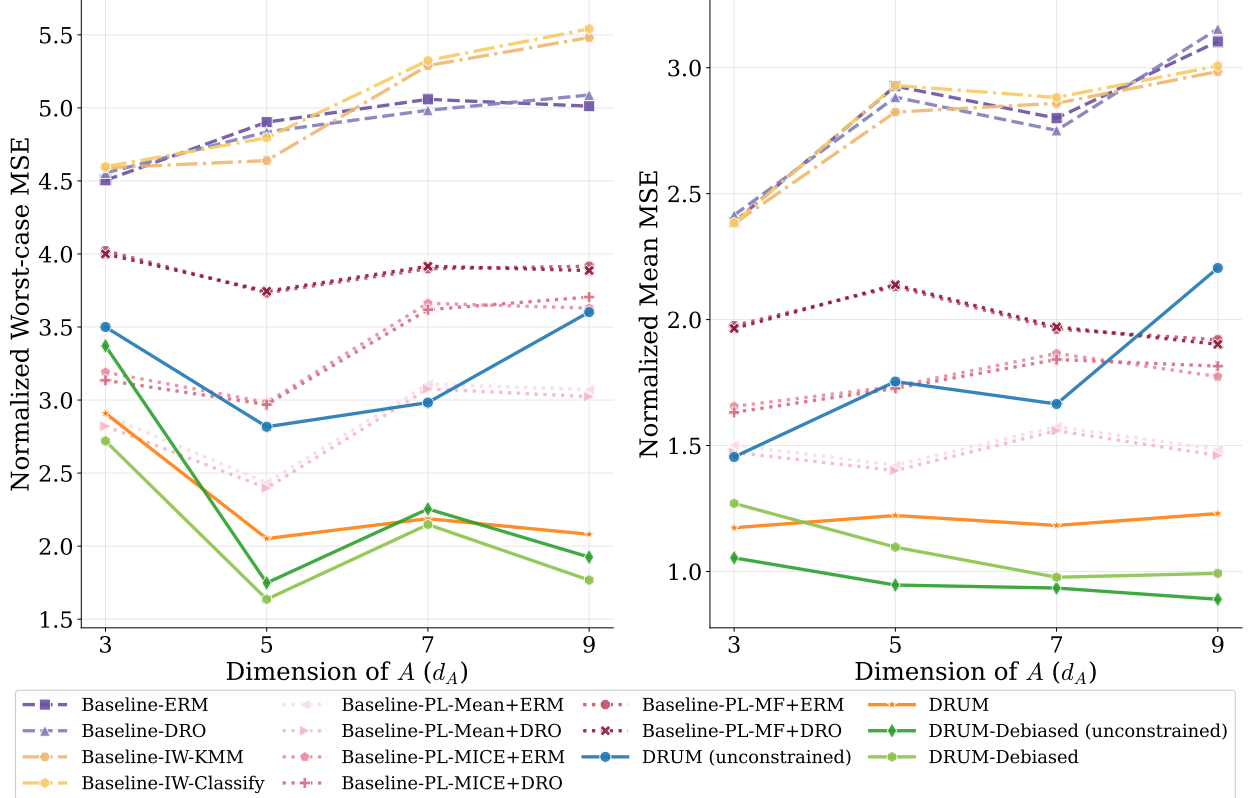 Normalized Worst-case MSE
5.5
5.0
4.5
4.0
3.5
3.0
2.5
2.0
1.5
3 5 7 9
Dimension of A (d_A)
Normalized Mean MSE
3.0
2.5
2.0
1.5
1.0
3 5 7 9
Dimension of A (d_A)
Baseline-ERM
Baseline-DRO
Baseline-IW-KMM
Baseline-IW-Classify
Baseline-PL-Mean+ERM
Baseline-PL-Mean+DRO
Baseline-PL-MICE+ERM
Baseline-PL-MICE+DRO
Baseline-PL-MF+ERM
Baseline-PL-MF+DRO
DRUM (unconstrained)
DRUM
DRUM-Debiased (unconstrained)
DRUM-Debiased